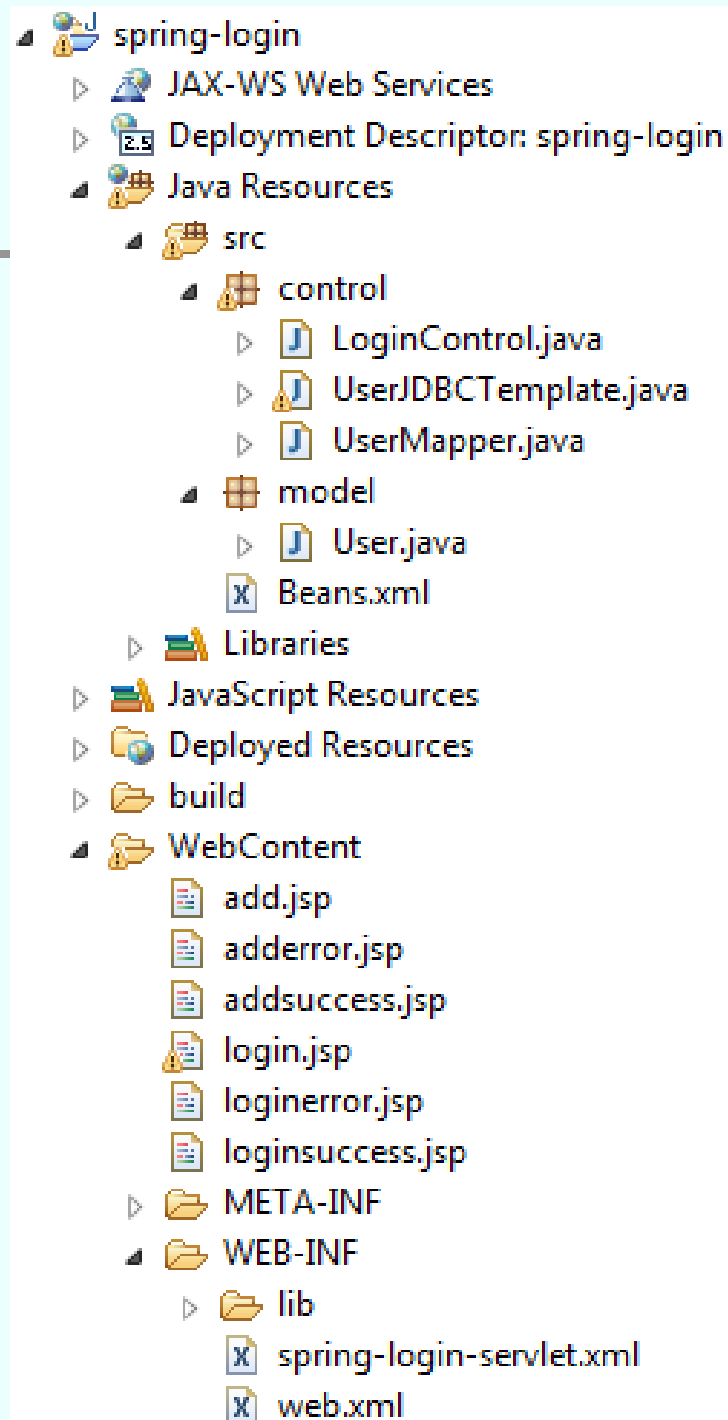 spring-login
JAX-WS Web Services
2.5 Deployment Descriptor: spring-login
Java Resources
src
control
LoginControl.java
UserJDBCTemplate.java
UserMapper.java
model
User.java
Beans.xml
Libraries
JavaScript Resources
Deployed Resources
build
WebContent
add.jsp
adderror.jsp
addsuccess.jsp
login.jsp
loginerror.jsp
loginsuccess.jsp
META-INF
WEB-INF
lib
spring-login-servlet.xml
web.xml